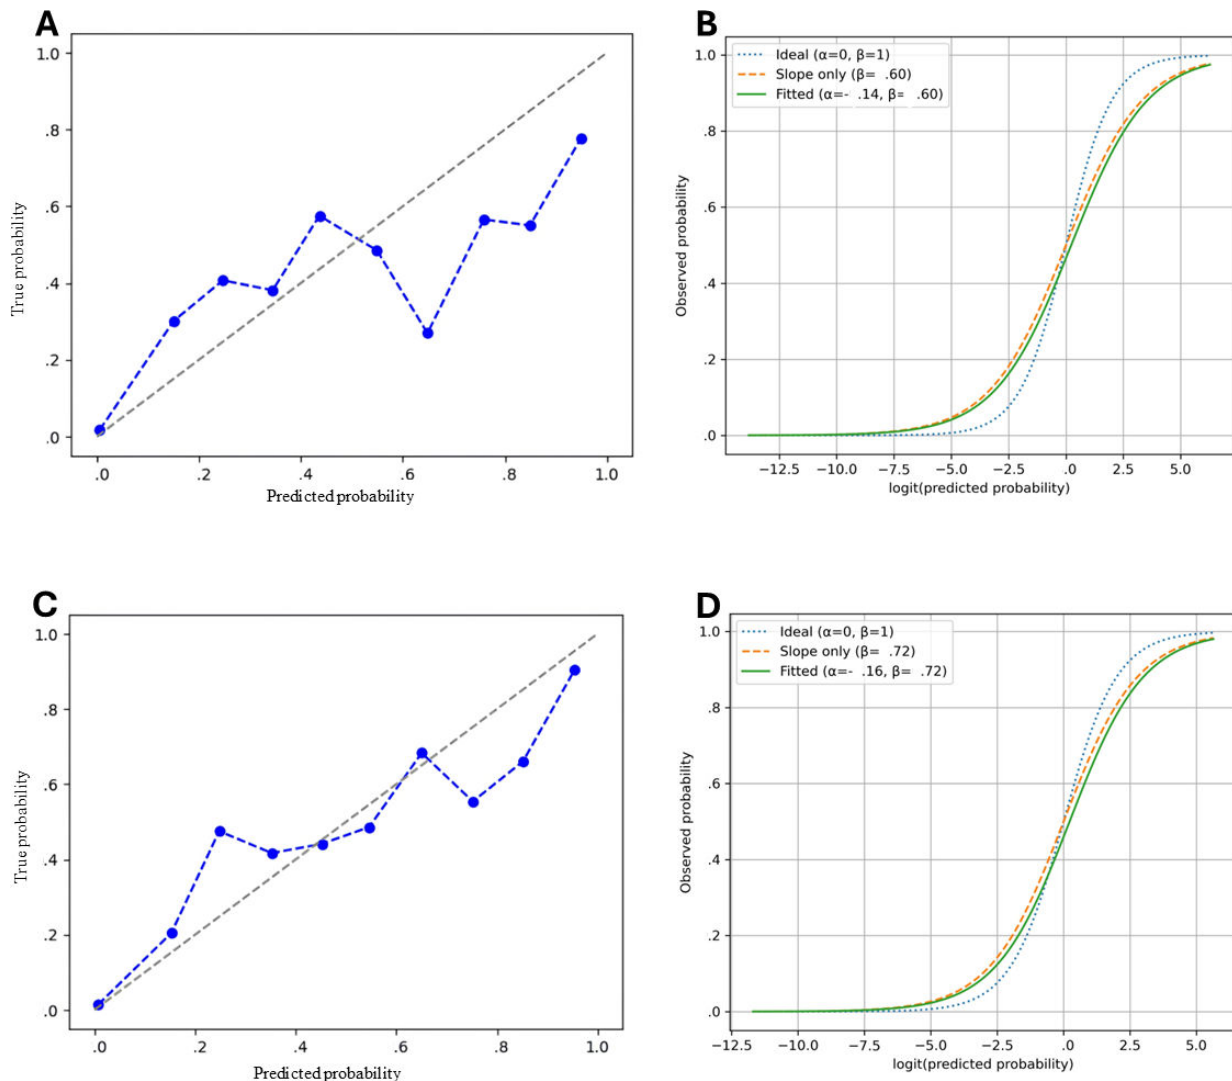 A
1.0
.8
.6
.4
.2
.0
True probability
.0 .2 .4 .6 .8 1.0
Predicted probability
B
Ideal (α=0, β=1)
Slope only (β= .60)
Fitted (α=- .14, β= .60)
1.0
.8
.6
.4
.2
.0
Observed probability
−12.5 −10.0 −7.5 −5.0 −2.5 .0 2.5 5.0
logit(predicted probability)
C
1.0
.8
.6
.4
.2
.0
True probability
.0 .2 .4 .6 .8 1.0
Predicted probability
D
Ideal (α=0, β=1)
Slope only (β= .72)
Fitted (α=- .16, β= .72)
1.0
.8
.6
.4
.2
.0
Observed probability
−12.5 −10.0 −7.5 −5.0 −2.5 .0 2.5 5.0
logit(predicted probability)